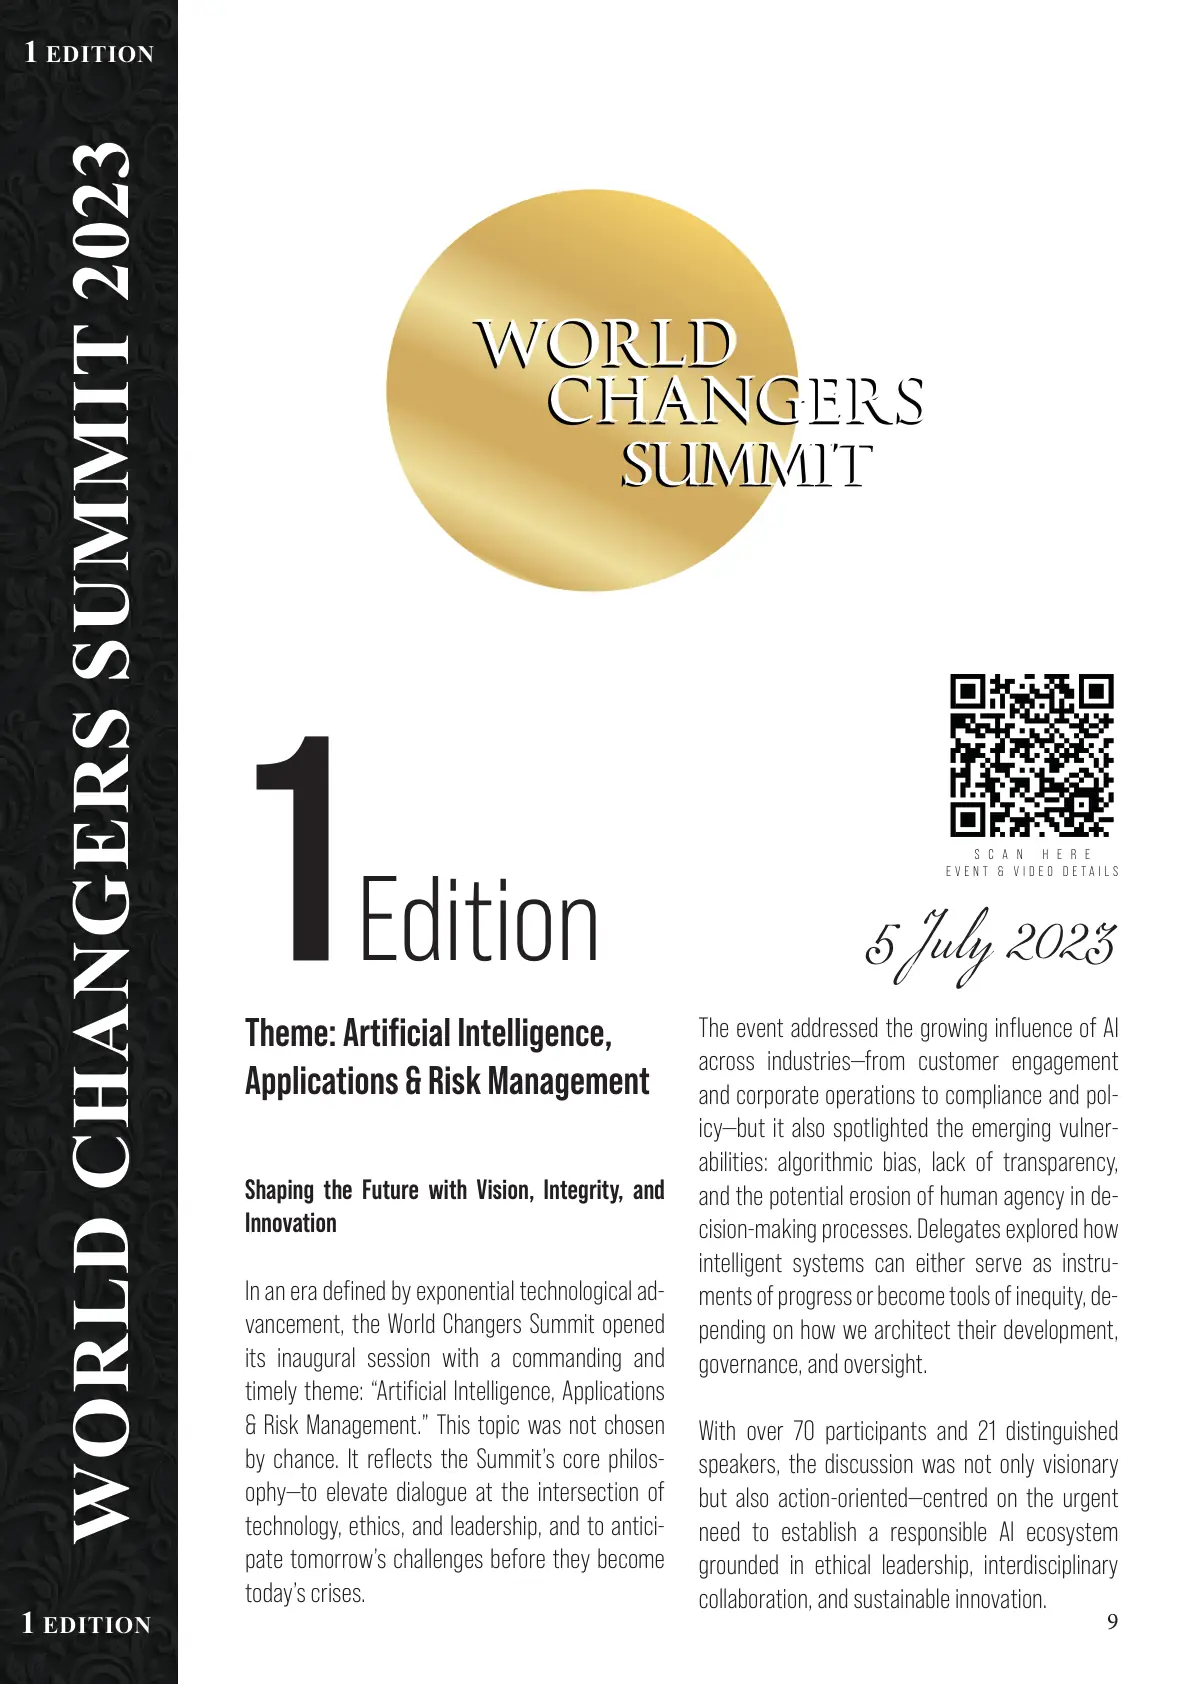 1 EDITION
WORLD CHANGERS SUMMIT 2023
1 EDITION
WORLD
CHANGERS
SUMMIT
SCAN HERE
EVENT & VIDEO DETAILS
1 Edition
5 July 2023
Theme: Artificial Intelligence,
Applications & Risk Management
Shaping the Future with Vision, Integrity, and
Innovation
In an era defined by exponential technological ad-
vancement, the World Changers Summit opened
its inaugural session with a commanding and
timely theme: “Artificial Intelligence, Applications
& Risk Management.” This topic was not chosen
by chance. It reflects the Summit’s core philos-
ophy—to elevate dialogue at the intersection of
technology, ethics, and leadership, and to antici-
pate tomorrow’s challenges before they become
today’s crises.
The event addressed the growing influence of AI
across industries—from customer engagement
and corporate operations to compliance and pol-
icy—but it also spotlighted the emerging vulner-
abilities: algorithmic bias, lack of transparency,
and the potential erosion of human agency in de-
cision-making processes. Delegates explored how
intelligent systems can either serve as instru-
ments of progress or become tools of inequity, de-
pending on how we architect their development,
governance, and oversight.
With over 70 participants and 21 distinguished
speakers, the discussion was not only visionary
but also action-oriented—centred on the urgent
need to establish a responsible AI ecosystem
grounded in ethical leadership, interdisciplinary
collaboration, and sustainable innovation.
9